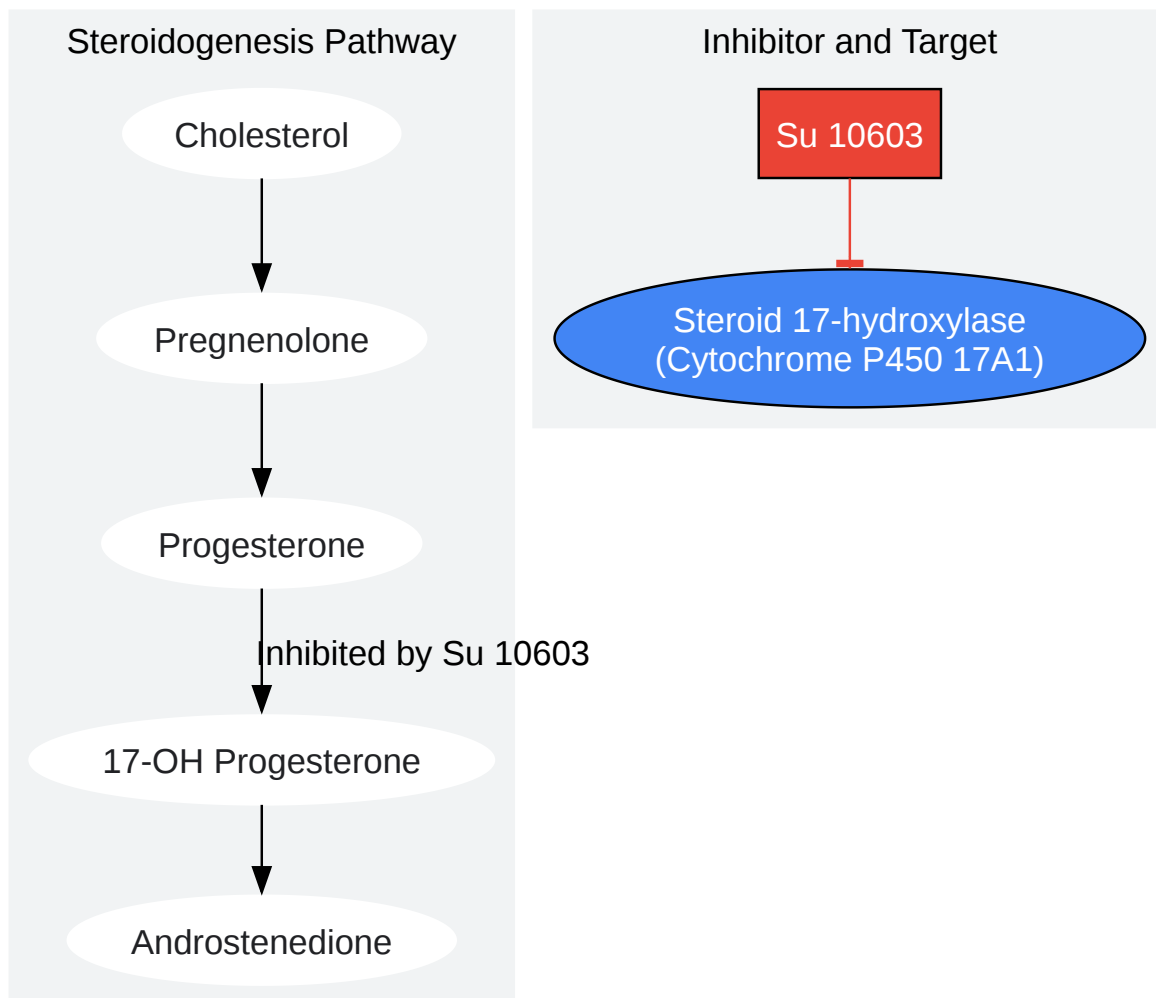 Steroidogenesis Pathway
Cholesterol
Pregnenolone
Progesterone
Inhibited by Su 10603
17-OH Progesterone
Androstenedione
Inhibitor and Target
Su 10603
Steroid 17-hydroxylase
(Cytochrome P450 17A1)